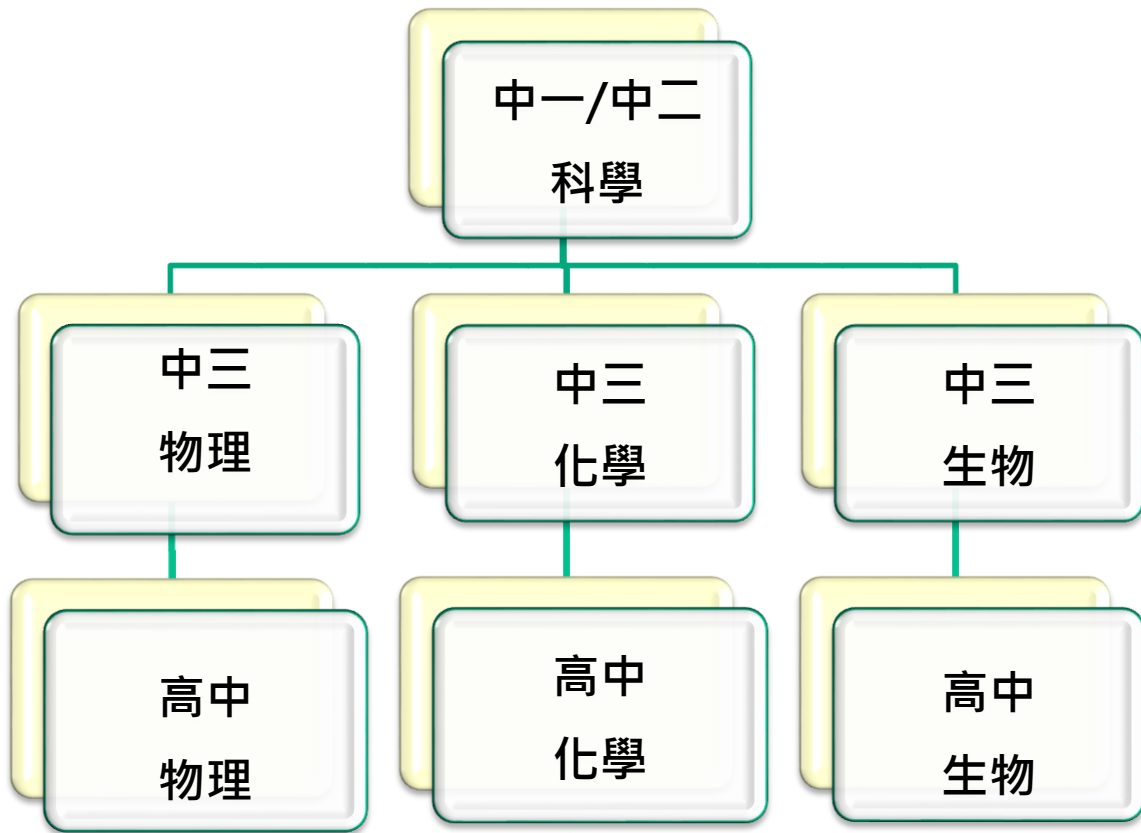 中一/中二
科學
中三
物理
中三
化學
中三
生物
高中
物理
高中
化學
高中
生物